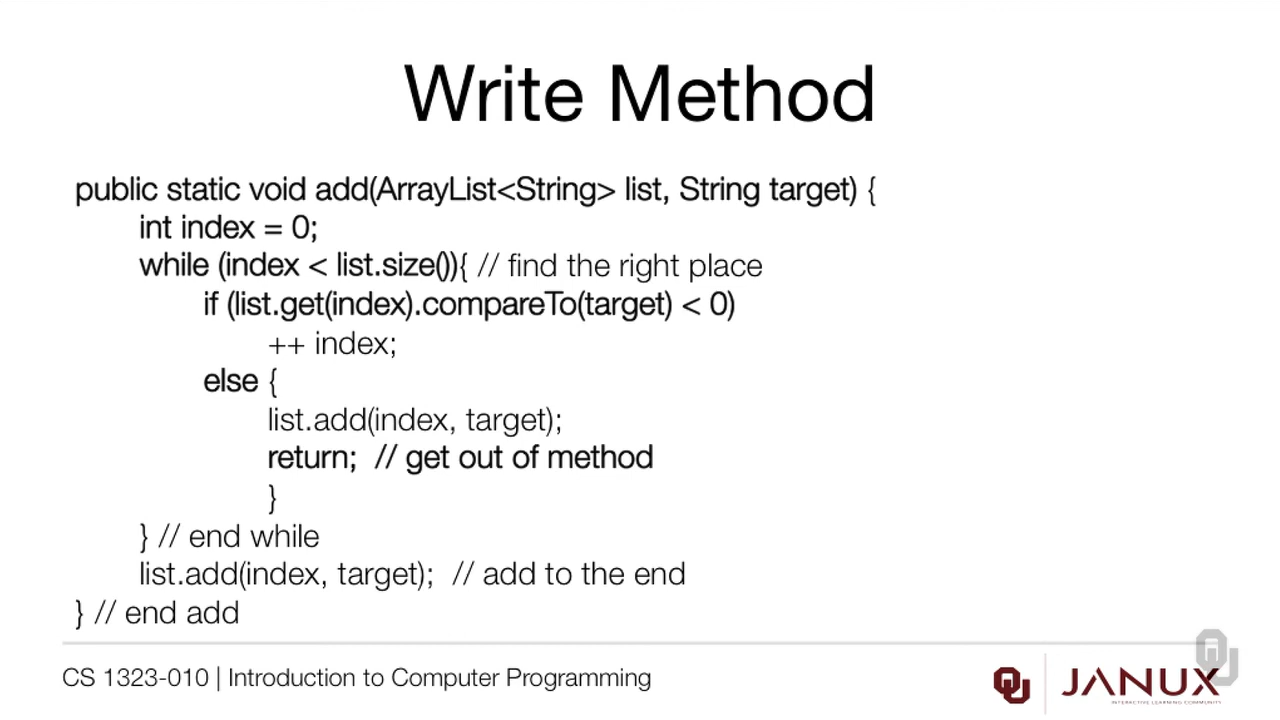 Write Method
public static void add(ArrayList<String> list, String target) {
int index = 0;
while (index < list.size()){ // find the right place
if (list.get(index).compareTo(target) < 0)
++ index;
else {
list.add(index, target);
return;  // get out of method
}
} // end while
list.add(index, target);  // add to the end
} // end add
CS 1323-010 | Introduction to Computer Programming
JANUX
INTERACTIVE LEARNING COMMUNITY